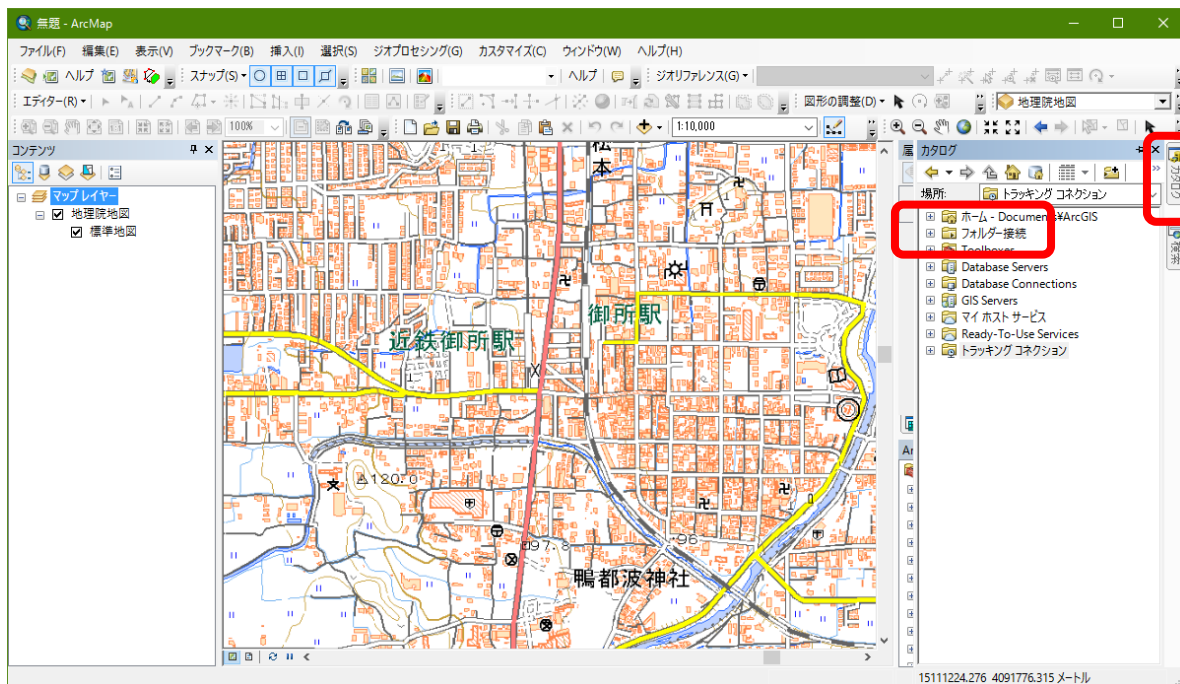 無題 - ArcMap
ファイル(F) 編集(E) 表示(V) ブックマーク(B) 挿入(I) 選択(S) ジオプロセシング(G) カスタマイズ(C) ウィンドウ(W) ヘルプ(H)
ヘルプ スナップ(S) ヘルプ ジオリファレンス(G)
エディター(R) 図形の調整(D) 地理院地図
100% 1:10,000
コンテンツ
マップ レイヤー
地理院地図
標準地図
松
本
御所駅
近鉄御所駅
120.0
97.8
96
鴨都波神社
カタログ
場所: トラッキング コネクション
ホーム - Documents¥ArcGIS
フォルダー接続
Toolboxes
Database Servers
Database Connections
GIS Servers
マイ ホスト サービス
Ready-To-Use Services
トラッキング コネクション
カタログ
検索
15111224.276 4091776.315 メートル